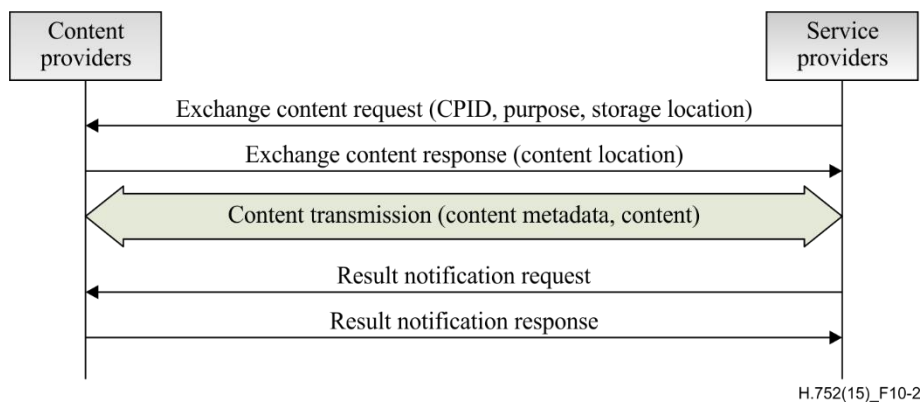 Content
providers
Service
providers
Exchange content request (CPID, purpose, storage location)
Exchange content response (content location)
Content transmission (content metadata, content)
Result notification request
Result notification response
H.752(15)_F10-2